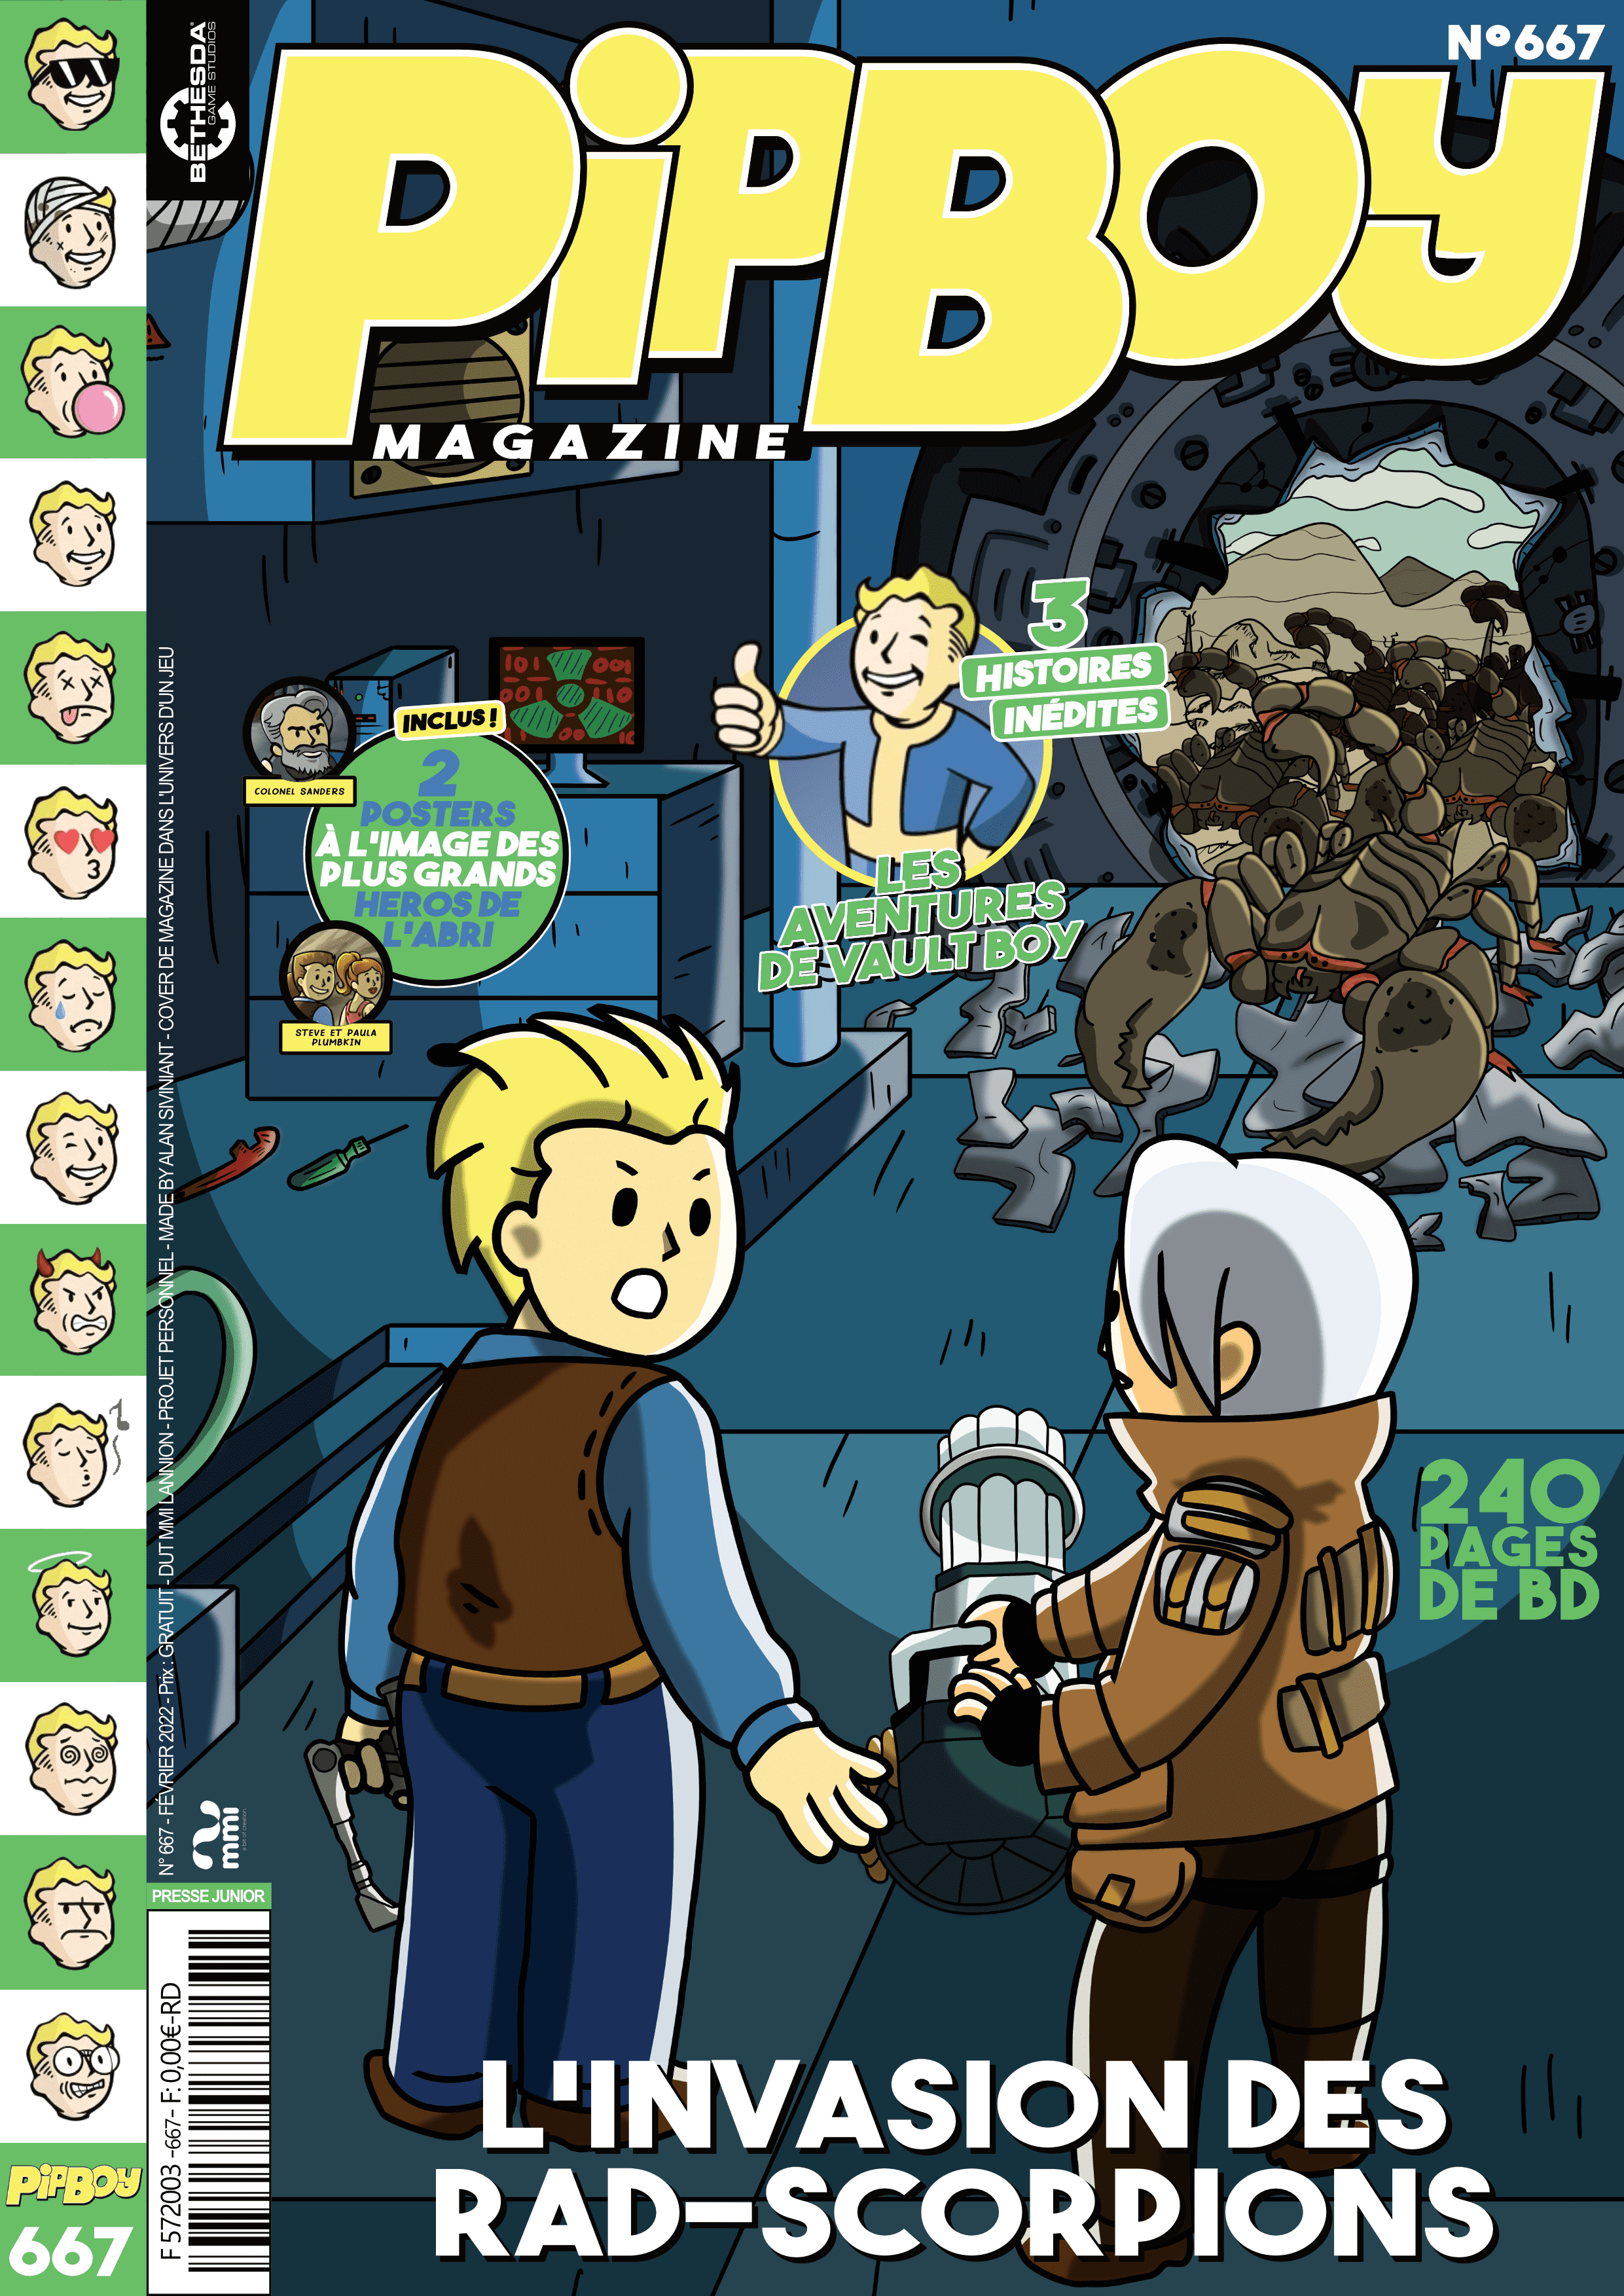 N°667
BETHESDA
GAME STUDIOS
PiPBOY
MAGAZINE
3
HISTOIRES
INÉDITES
LES
AVENTURES
DE VAULT BOY
INCLUS !
2
POSTERS
À L'IMAGE DES
PLUS GRANDS
HEROS DE
L'ABRI
COLONEL SANDERS
STEVE ET PAULA
PLUMBKIN
240
PAGES
DE BD
L'INVASION DES
RAD-SCORPIONS
N° 667 - FÉVRIER 2022 - Prix : GRATUIT - DUT MMI LANNION - PROJET PERSONNEL - MADE BY ALAN SIVINIANT - COVER DE MAGAZINE DANS L'UNIVERS D'UN JEU
mmi
PRESSE JUNIOR
F 572003 -667- F: 0,00€-RD
PiPBOY
667